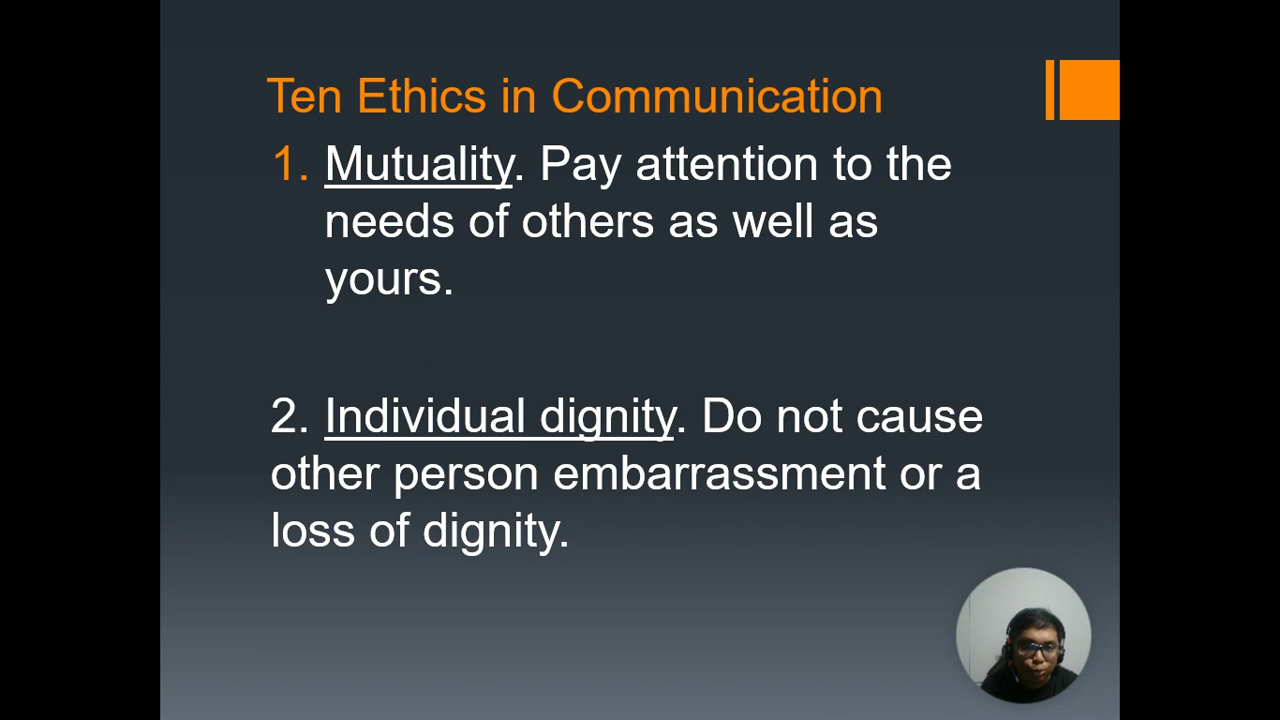 Ten Ethics in Communication
1. Mutuality. Pay attention to the
needs of others as well as
yours.
2. Individual dignity. Do not cause
other person embarrassment or a
loss of dignity.